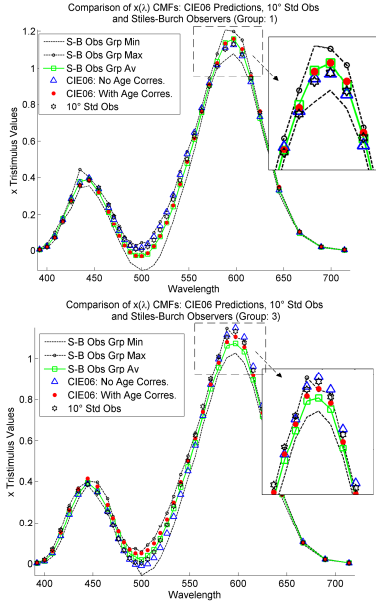 Comparison of x(λ) CMFs: CIE06 Predictions, 10° Std Obs
and Stiles-Burch Observers (Group: 1)
S-B Obs Grp Min
S-B Obs Grp Max
S-B Obs Grp Av
CIE06: No Age Corres.
CIE06: With Age Corres.
10° Std Obs
x Tristimulus Values
1.2
1
0.8
0.6
0.4
0.2
0
400 450 500 550 600 650 700
Wavelength
Comparison of x(λ) CMFs: CIE06 Predictions, 10° Std Obs
and Stiles-Burch Observers (Group: 3)
S-B Obs Grp Min
S-B Obs Grp Max
S-B Obs Grp Av
CIE06: No Age Corres.
CIE06: With Age Corres.
10° Std Obs
x Tristimulus Values
1
0.8
0.6
0.4
0.2
0
400 450 500 550 600 650 700
Wavelength